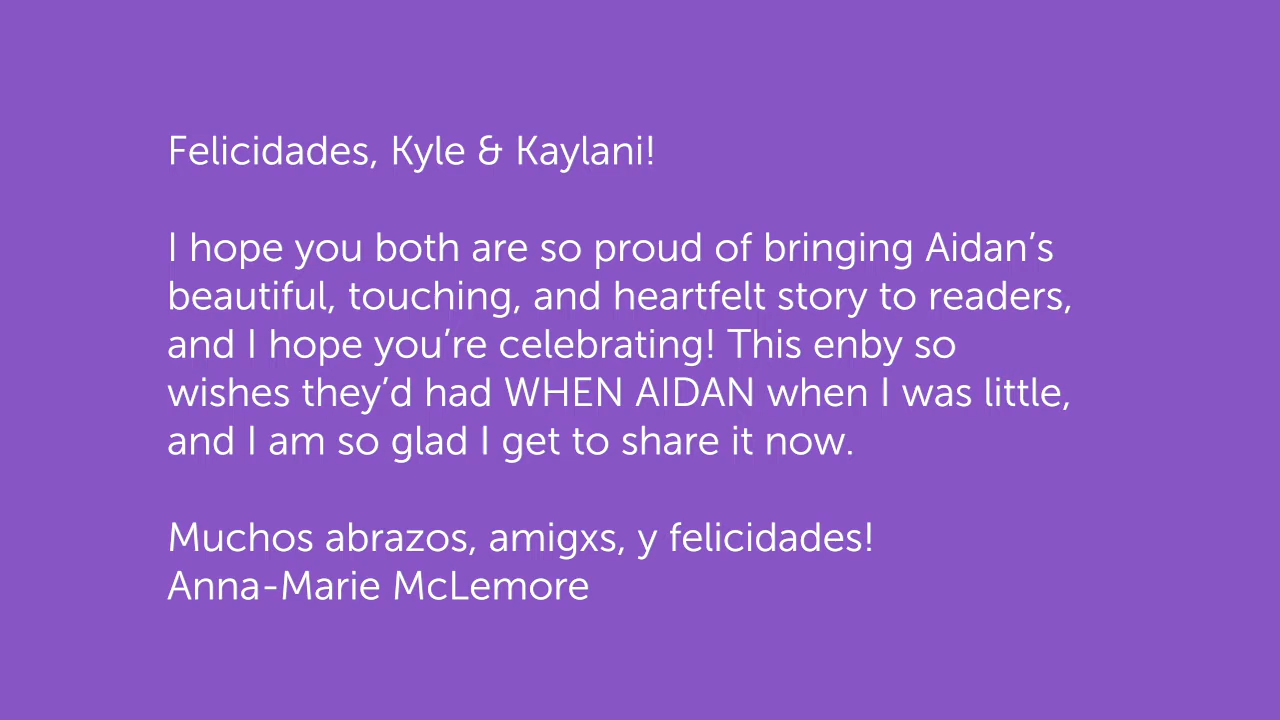 Felicidades, Kyle & Kaylani!
I hope you both are so proud of bringing Aidan’s
beautiful, touching, and heartfelt story to readers,
and I hope you’re celebrating! This enby so
wishes they’d had WHEN AIDAN when I was little,
and I am so glad I get to share it now.
Muchos abrazos, amigxs, y felicidades!
Anna-Marie McLemore